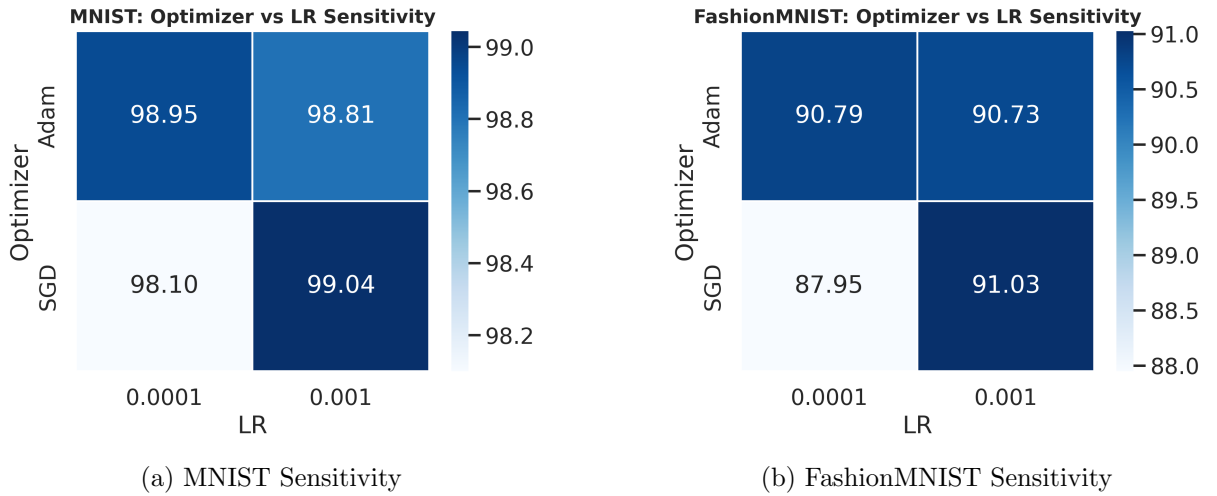 MNIST: Optimizer vs LR Sensitivity
Optimizer
Adam
SGD
98.95
98.81
98.10
99.04
0.0001
0.001
LR
99.0
98.8
98.6
98.4
98.2
(a) MNIST Sensitivity
FashionMNIST: Optimizer vs LR Sensitivity
Optimizer
Adam
SGD
90.79
90.73
87.95
91.03
0.0001
0.001
LR
91.0
90.5
90.0
89.5
89.0
88.5
88.0
(b) FashionMNIST Sensitivity